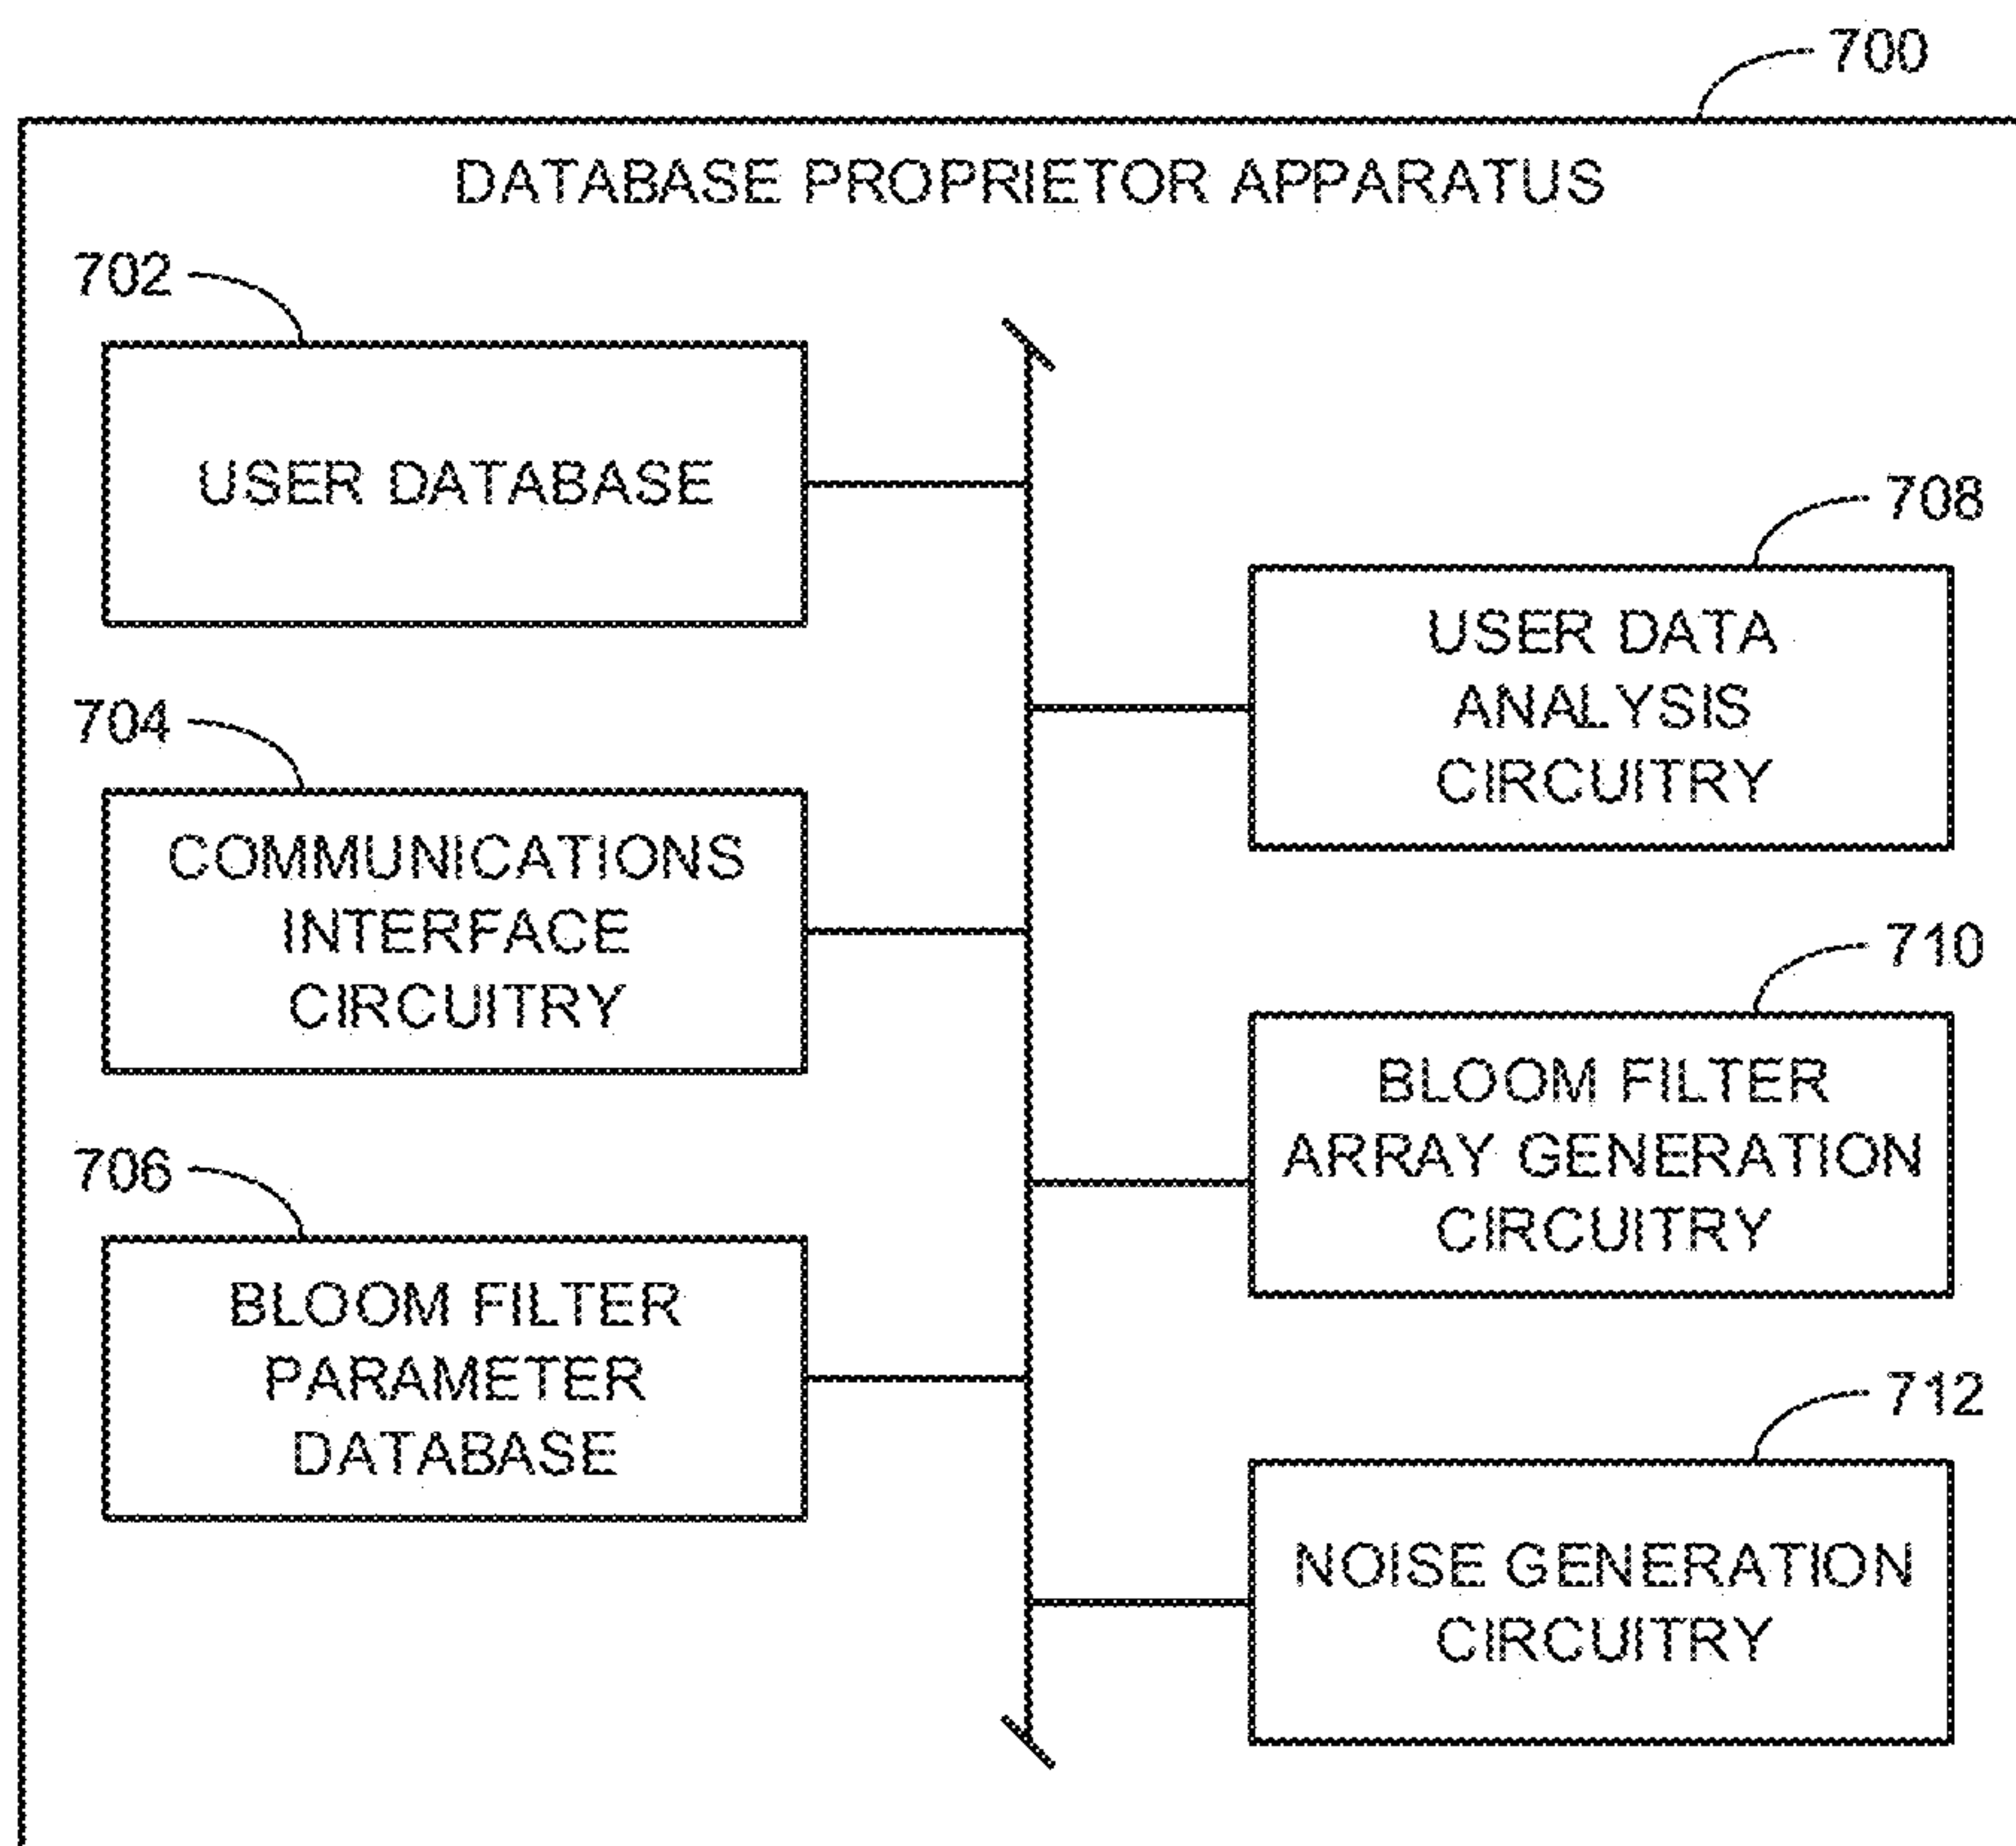 700
DATABASE PROPRIETOR APPARATUS
702
USER DATABASE
708
USER DATA
ANALYSIS
CIRCUITRY
704
COMMUNICATIONS
INTERFACE
CIRCUITRY
710
BLOOM FILTER
ARRAY GENERATION
CIRCUITRY
706
BLOOM FILTER
PARAMETER
DATABASE
712
NOISE GENERATION
CIRCUITRY